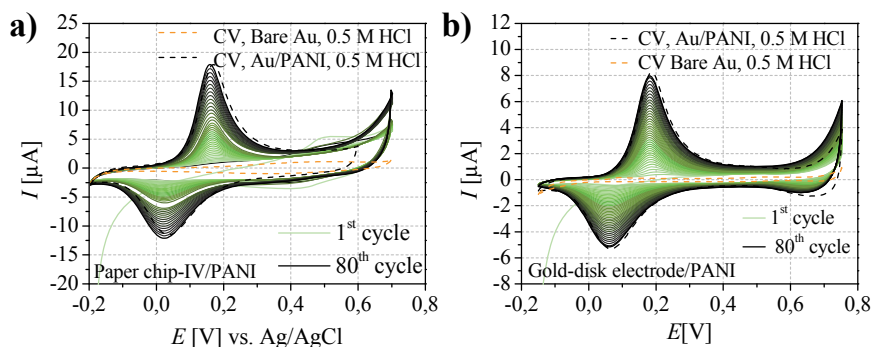 a)
CV, Bare Au, 0.5 M HCl
CV, Au/PANI, 0.5 M HCl
25
20
15
10
5
0
-5
-10
-15
-20
I [µA]
1st cycle
80th cycle
Paper chip-IV/PANI
-0,2 0,0 0,2 0,4 0,6 0,8
E [V] vs. Ag/AgCl
b)
CV, Au/PANI, 0.5 M HCl
CV Bare Au, 0.5 M HCl
12
10
8
6
4
2
0
-2
-4
-6
-8
I [µA]
1st cycle
80th cycle
Gold-disk electrode/PANI
-0,2 0,0 0,2 0,4 0,6 0,8
E[V]